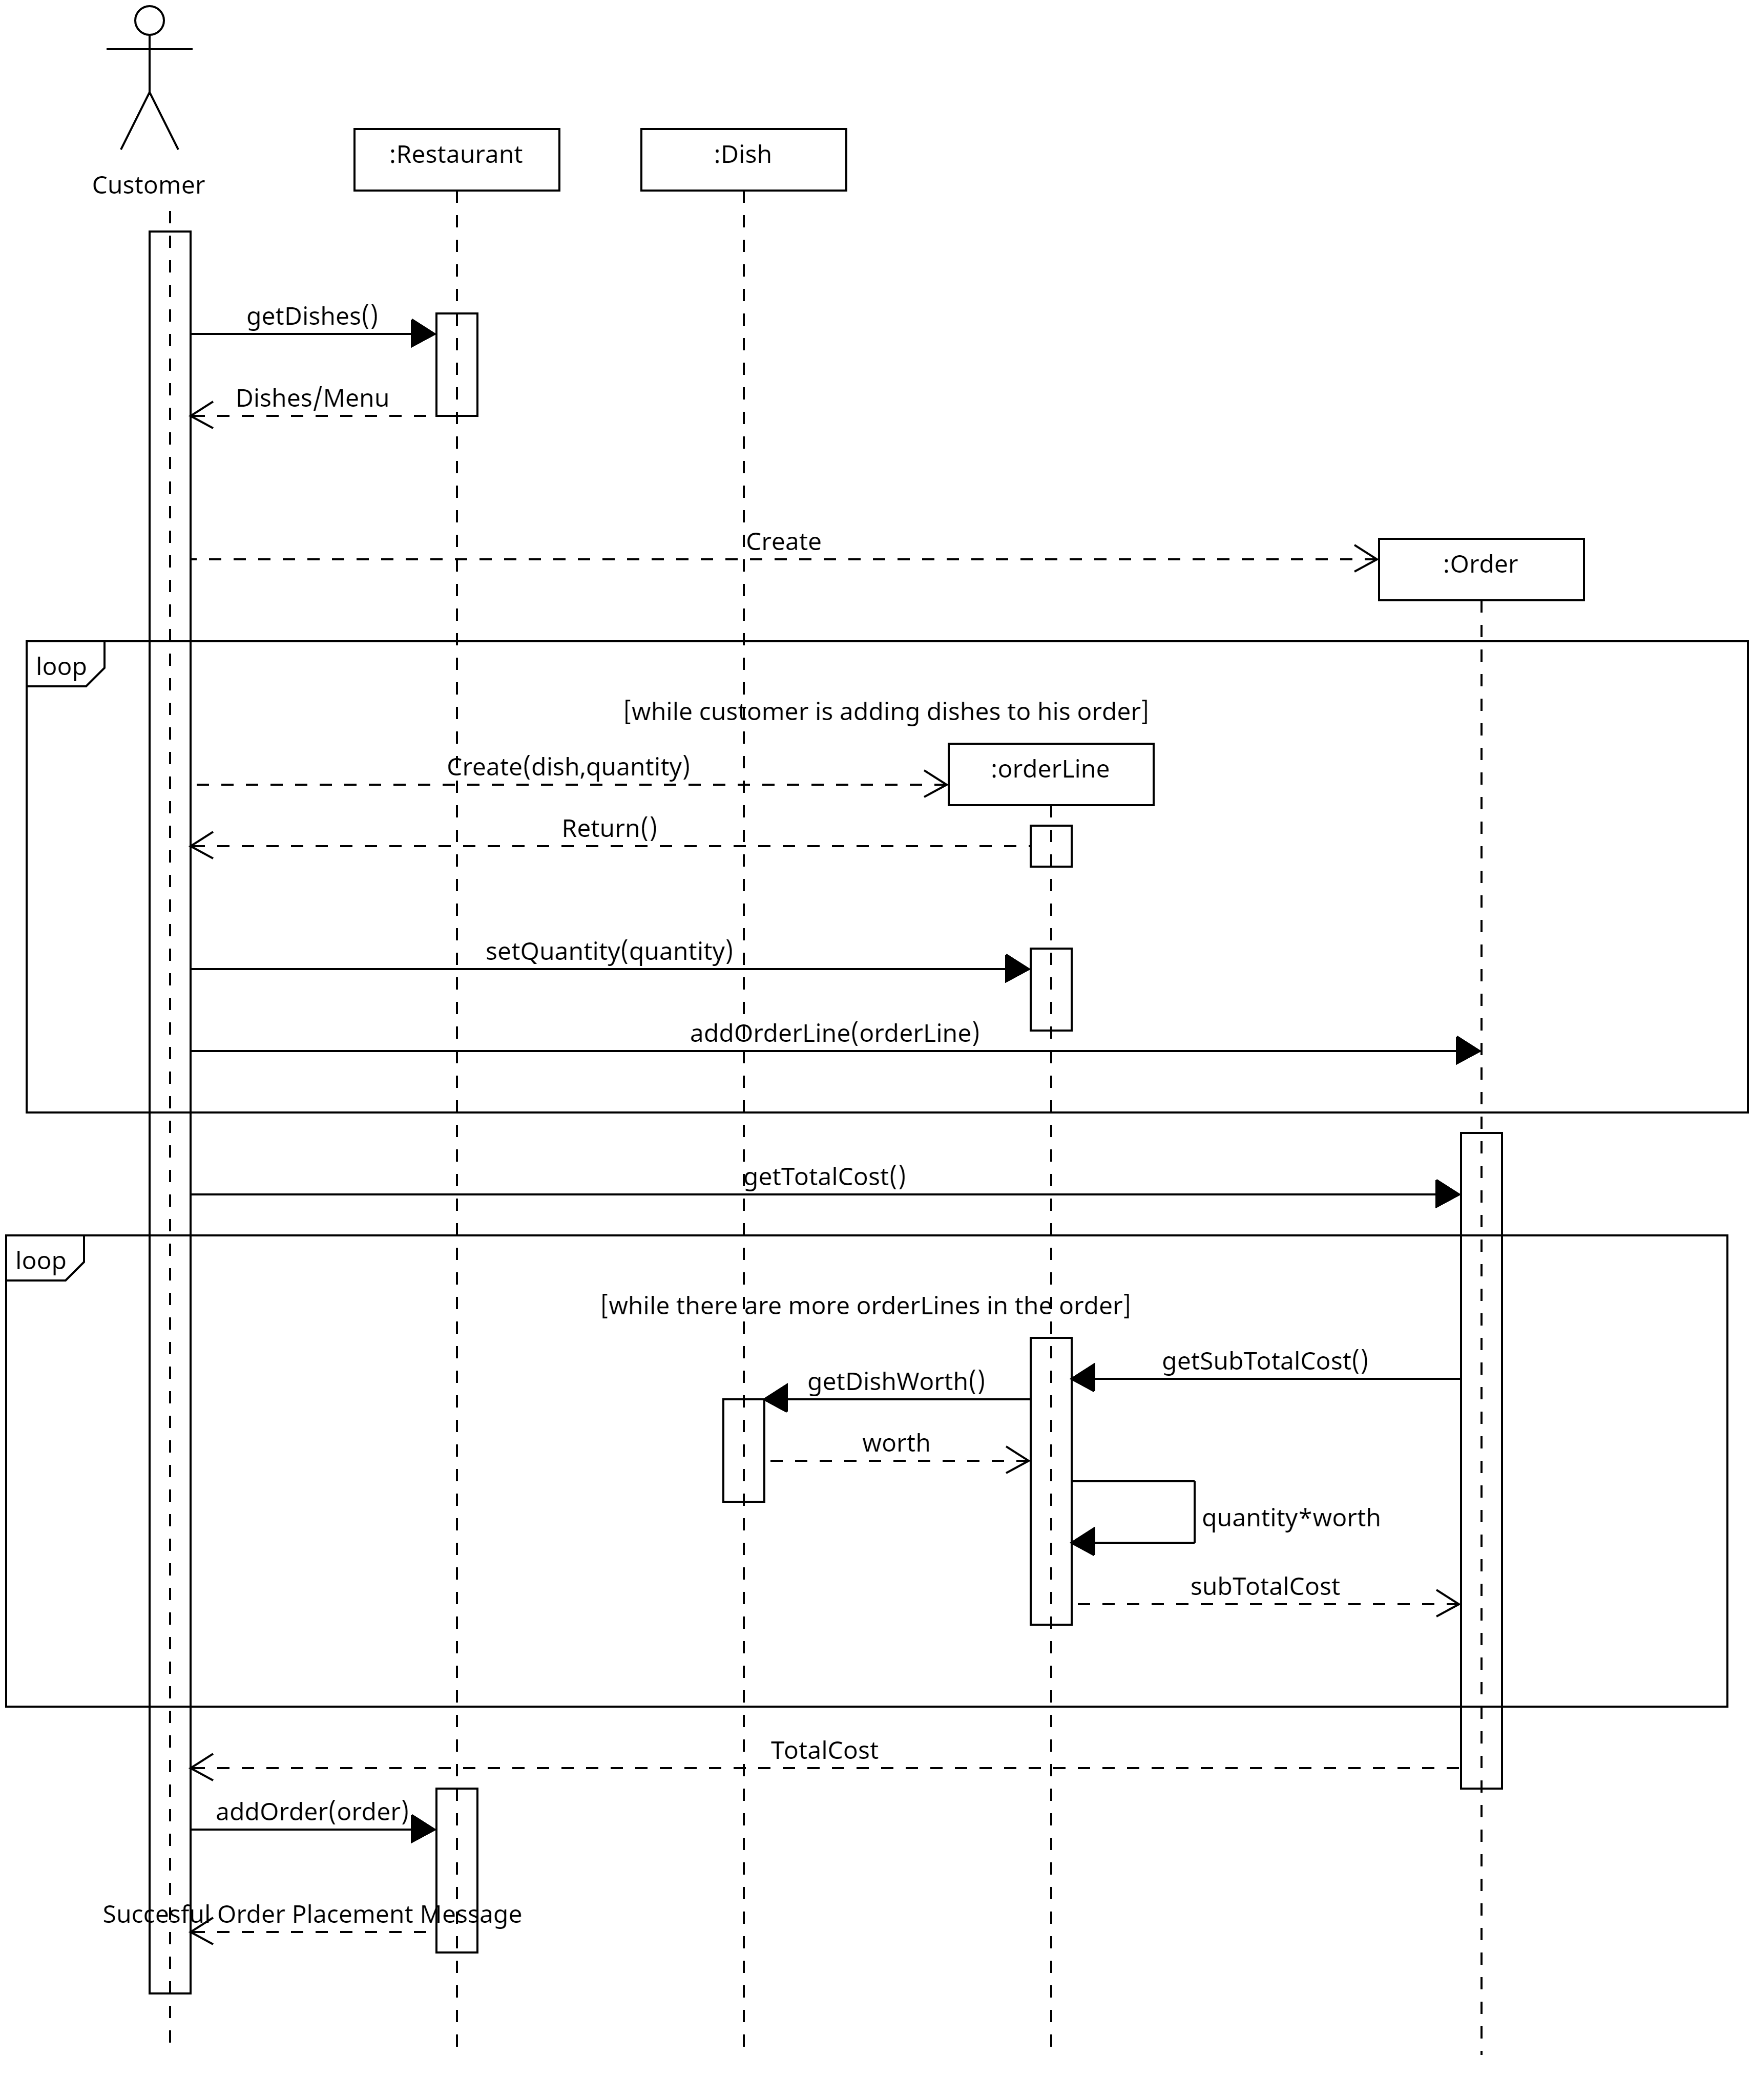 Customer
:Restaurant
:Dish
getDishes()
Dishes/Menu
Create
:Order
loop
[while customer is adding dishes to his order]
Create(dish,quantity)
:orderLine
Return()
setQuantity(quantity)
addOrderLine(orderLine)
getTotalCost()
loop
[while there are more orderLines in the order]
getSubTotalCost()
getDishWorth()
worth
quantity*worth
subTotalCost
TotalCost
addOrder(order)
Succesful Order Placement Message